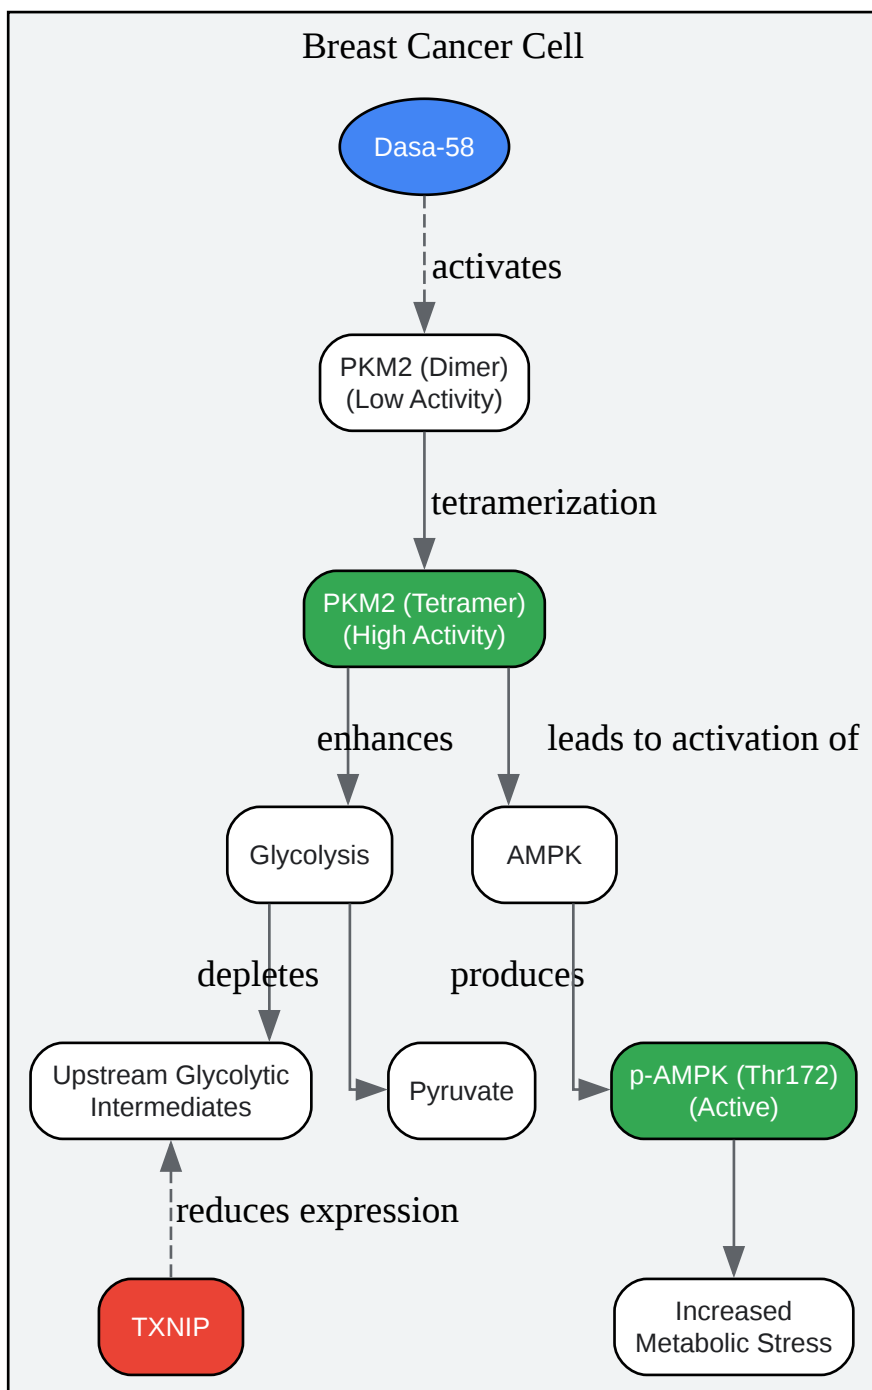 Breast Cancer Cell
Dasa-58
activates
PKM2 (Dimer)
(Low Activity)
tetramerization
PKM2 (Tetramer)
(High Activity)
enhances
leads to activation of
Glycolysis
AMPK
depletes
produces
Upstream Glycolytic
Intermediates
Pyruvate
p-AMPK (Thr172)
(Active)
reduces expression
TXNIP
Increased
Metabolic Stress